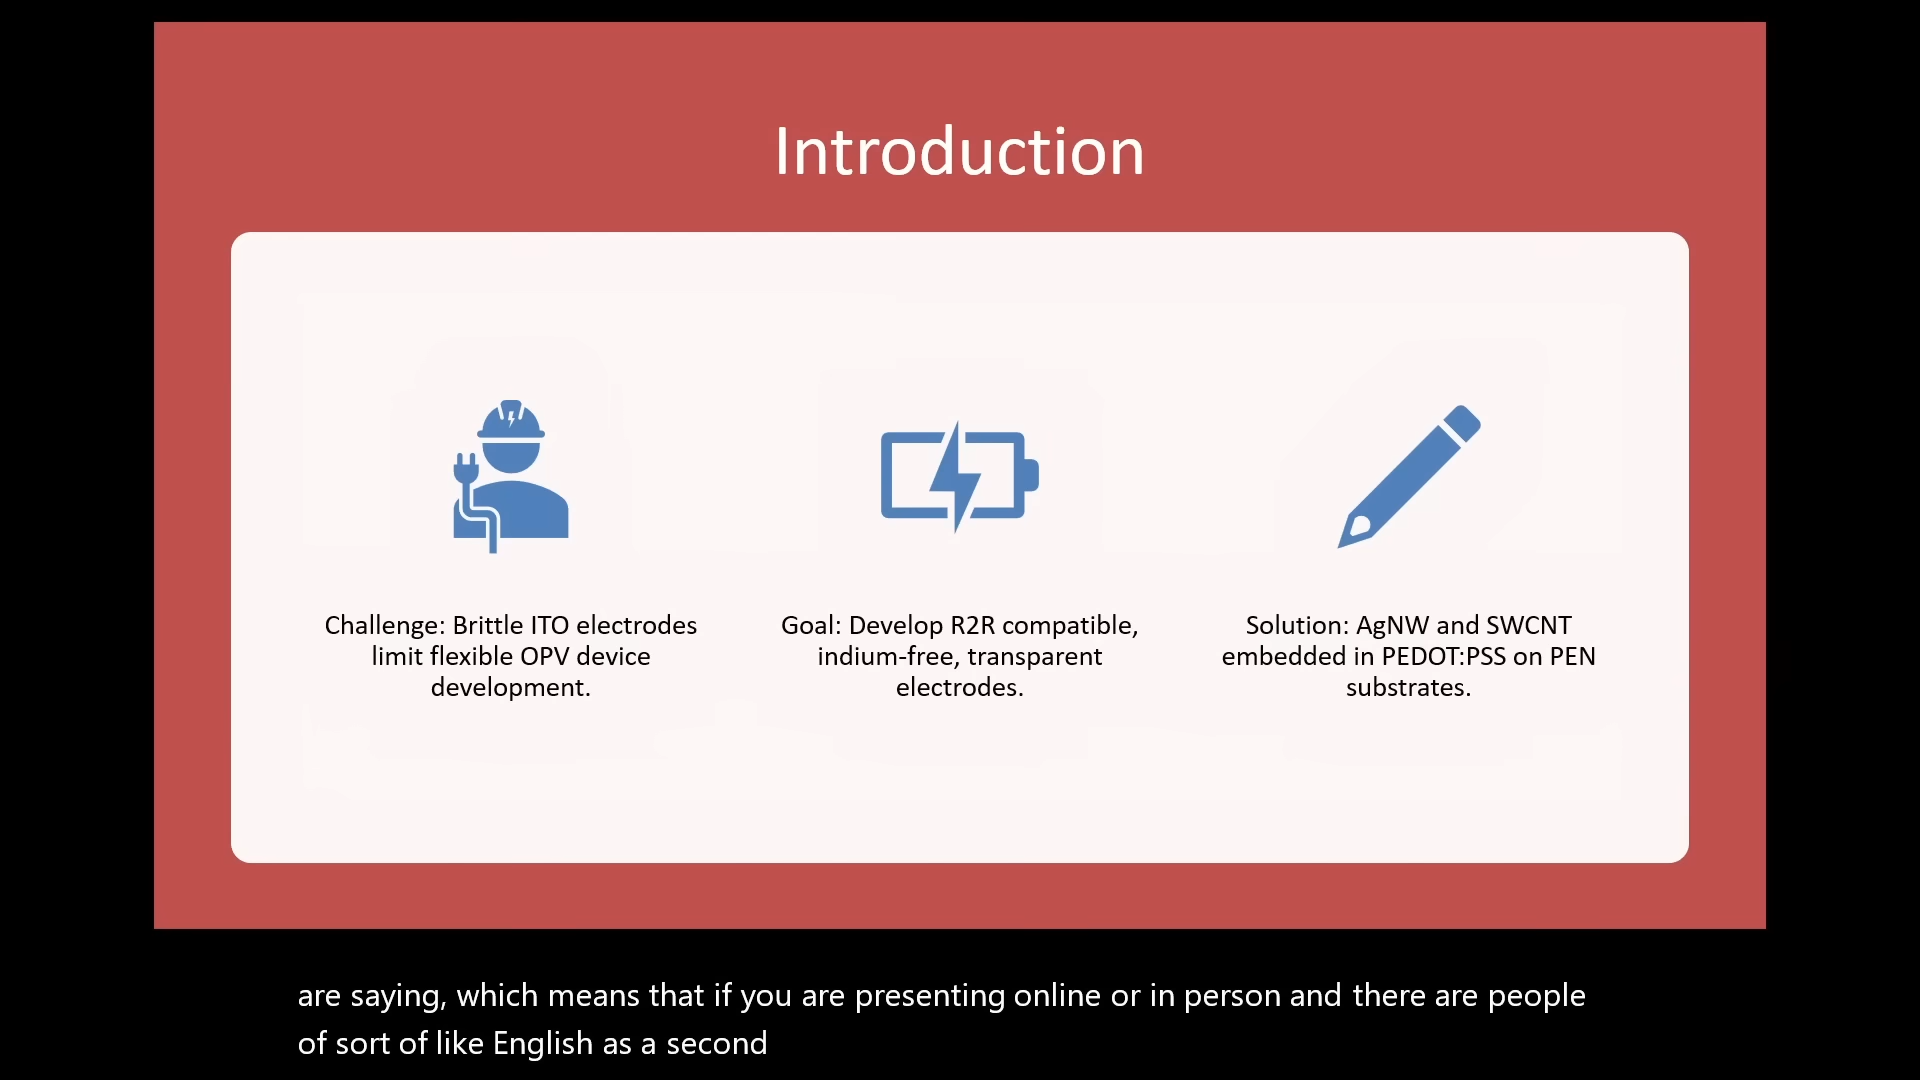 Introduction
Challenge: Brittle ITO electrodes
limit flexible OPV device
development.
Goal: Develop R2R compatible,
indium-free, transparent
electrodes.
Solution: AgNW and SWCNT
embedded in PEDOT:PSS on PEN
substrates.
are saying, which means that if you are presenting online or in person and there are people
of sort of like English as a second